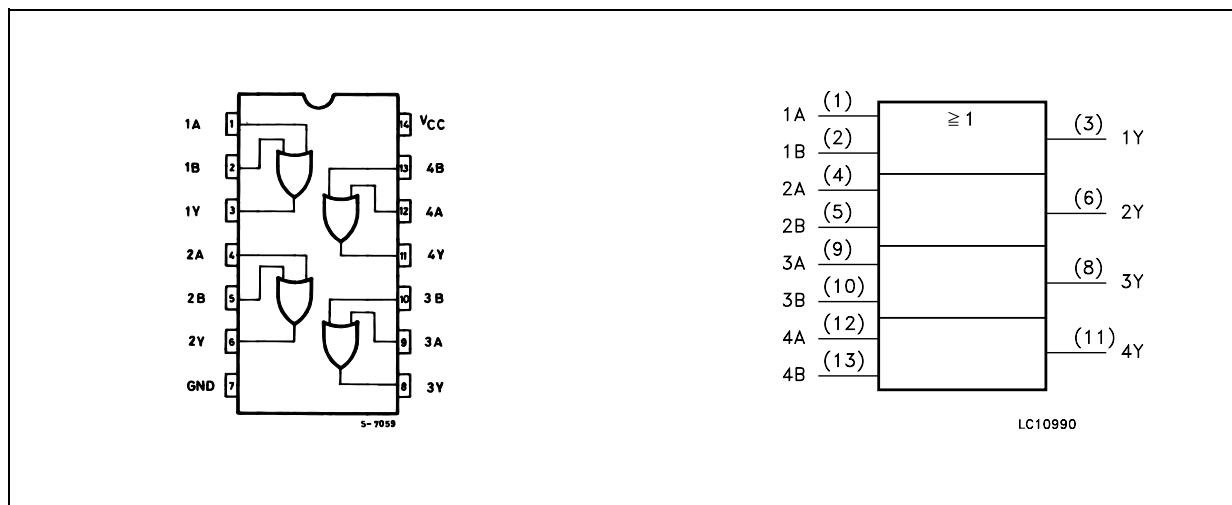 1A 1 14 VCC
1B 2 13 4B
1Y 3 12 4A
2A 4 11 4Y
2B 5 10 3B
2Y 6 9 3A
GND 7 8 3Y
S-7059
1A (1) ≧1 (3) 1Y
1B (2)
2A (4) (6) 2Y
2B (5)
3A (9) (8) 3Y
3B (10)
4A (12) (11) 4Y
4B (13)
LC10990